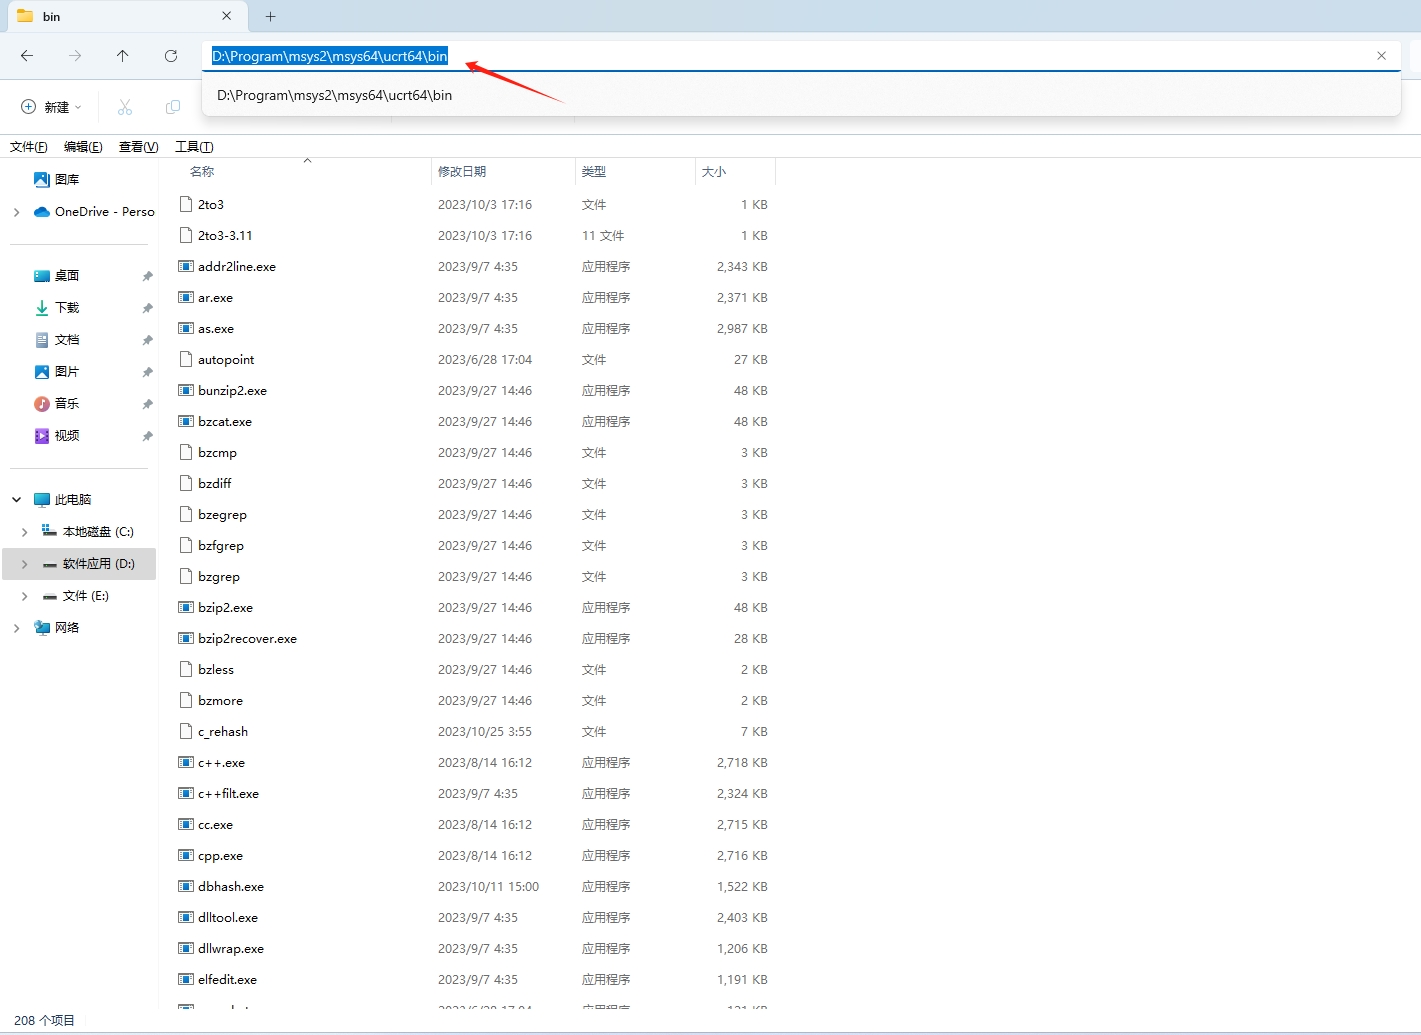 bin
D:\Program\msys2\msys64\ucrt64\bin
D:\Program\msys2\msys64\ucrt64\bin
新建
文件(F) 编辑(E) 查看(V) 工具(T)
名称 修改日期 类型 大小
图库
OneDrive - Perso
桌面
下载
文档
图片
音乐
视频
此电脑
本地磁盘 (C:)
软件应用 (D:)
文件 (E:)
网络
2to3 2023/10/3 17:16 文件 1 KB
2to3-3.11 2023/10/3 17:16 11 文件 1 KB
addr2line.exe 2023/9/7 4:35 应用程序 2,343 KB
ar.exe 2023/9/7 4:35 应用程序 2,371 KB
as.exe 2023/9/7 4:35 应用程序 2,987 KB
autopoint 2023/6/28 17:04 文件 27 KB
bunzip2.exe 2023/9/27 14:46 应用程序 48 KB
bzcat.exe 2023/9/27 14:46 应用程序 48 KB
bzcmp 2023/9/27 14:46 文件 3 KB
bzdiff 2023/9/27 14:46 文件 3 KB
bzegrep 2023/9/27 14:46 文件 3 KB
bzfgrep 2023/9/27 14:46 文件 3 KB
bzgrep 2023/9/27 14:46 文件 3 KB
bzip2.exe 2023/9/27 14:46 应用程序 48 KB
bzip2recover.exe 2023/9/27 14:46 应用程序 28 KB
bzless 2023/9/27 14:46 文件 2 KB
bzmore 2023/9/27 14:46 文件 2 KB
c_rehash 2023/10/25 3:55 文件 7 KB
c++.exe 2023/8/14 16:12 应用程序 2,718 KB
c++filt.exe 2023/9/7 4:35 应用程序 2,324 KB
cc.exe 2023/8/14 16:12 应用程序 2,715 KB
cpp.exe 2023/8/14 16:12 应用程序 2,716 KB
dbhash.exe 2023/10/11 15:00 应用程序 1,522 KB
dlltool.exe 2023/9/7 4:35 应用程序 2,403 KB
dllwrap.exe 2023/9/7 4:35 应用程序 1,206 KB
elfedit.exe 2023/9/7 4:35 应用程序 1,191 KB
208 个项目